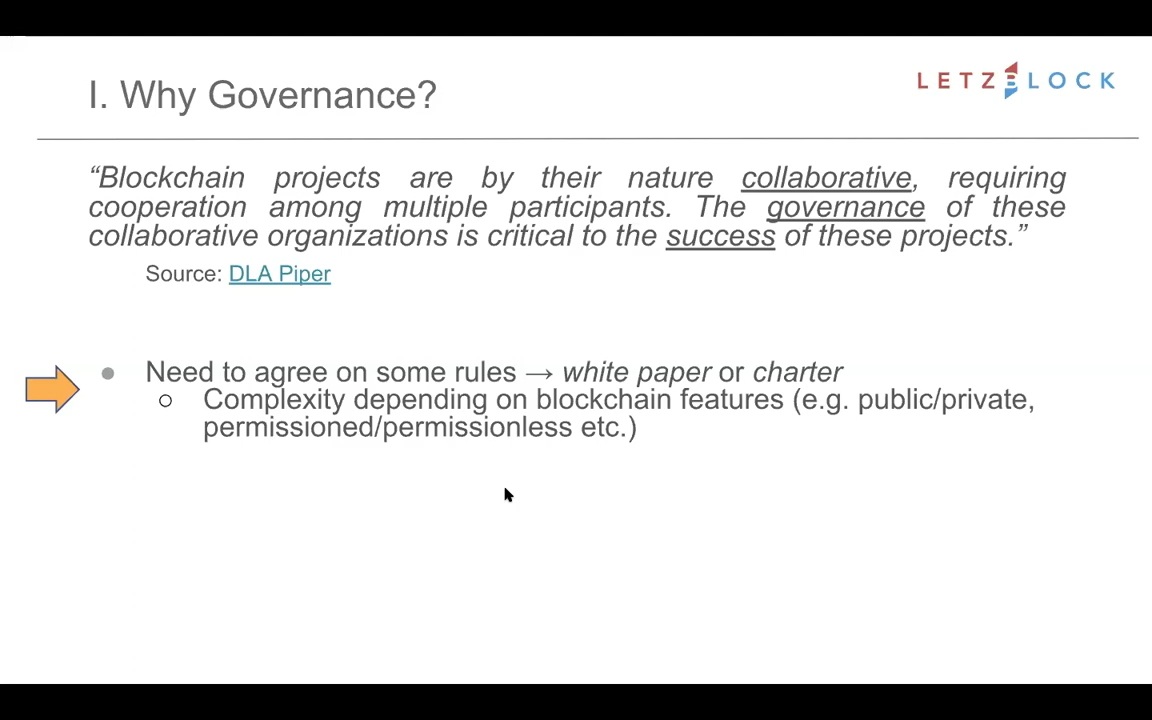 I. Why Governance?
LETZBLOCK
“Blockchain projects are by their nature collaborative, requiring
cooperation among multiple participants. The governance of these
collaborative organizations is critical to the success of these projects.”
Source: DLA Piper
● Need to agree on some rules → white paper or charter
○ Complexity depending on blockchain features (e.g. public/private,
permissioned/permissionless etc.)